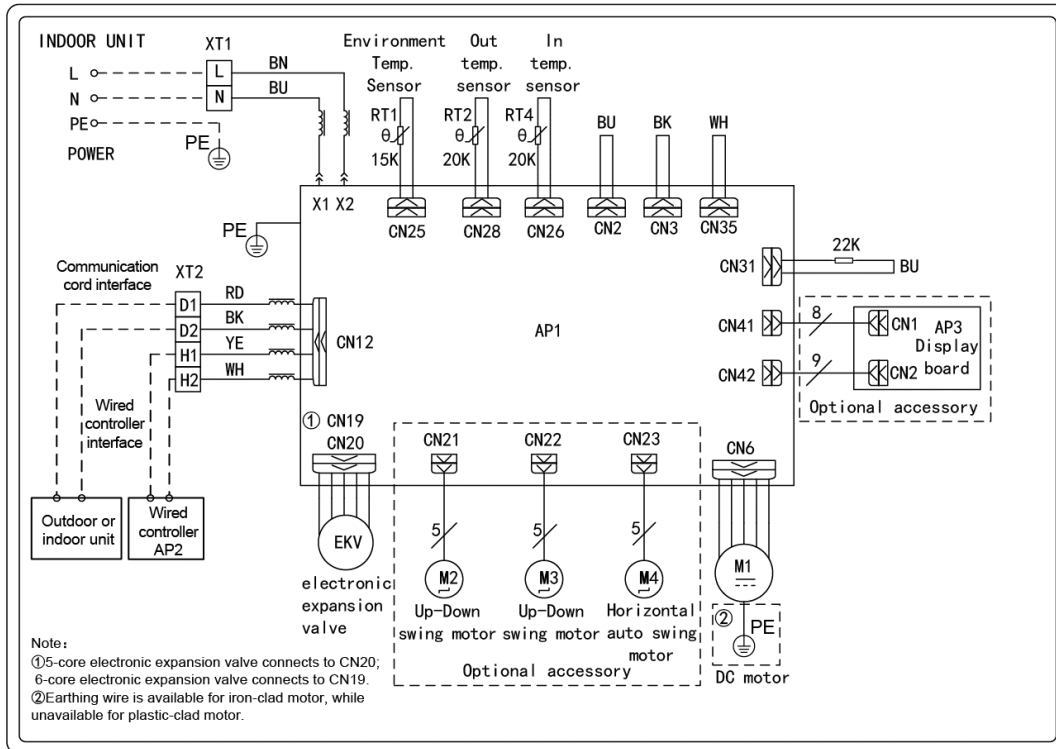 INDOOR UNIT
XT1
L
L
BN
N
N
BU
PE
PE
POWER
Environment
Temp.
Sensor
Out
temp.
sensor
In
temp.
sensor
RT1
θ
15K
RT2
θ
20K
RT4
θ
20K
BU
BK
WH
X1 X2
CN25
CN28
CN26
CN2
CN3
CN35
PE
Communication
cord interface
XT2
D1
RD
D2
BK
H1
YE
H2
WH
CN12
AP1
CN31
22K
BU
CN41
8
CN1
CN42
9
CN2
AP3
Display
board
Optional accessory
Wired
controller
interface
Outdoor or
indoor unit
Wired
controller
AP2
① CN19
CN20
EKV
electronic
expansion
valve
CN21
CN22
CN23
5
5
5
M2
M3
M4
Up-Down
swing motor
Up-Down
swing motor
Horizontal
auto swing
motor
Optional accessory
CN6
M1
②
PE
DC motor
Note:
①5-core electronic expansion valve connects to CN20;
6-core electronic expansion valve connects to CN19.
②Earthing wire is available for iron-clad motor, while
unavailable for plastic-clad motor.